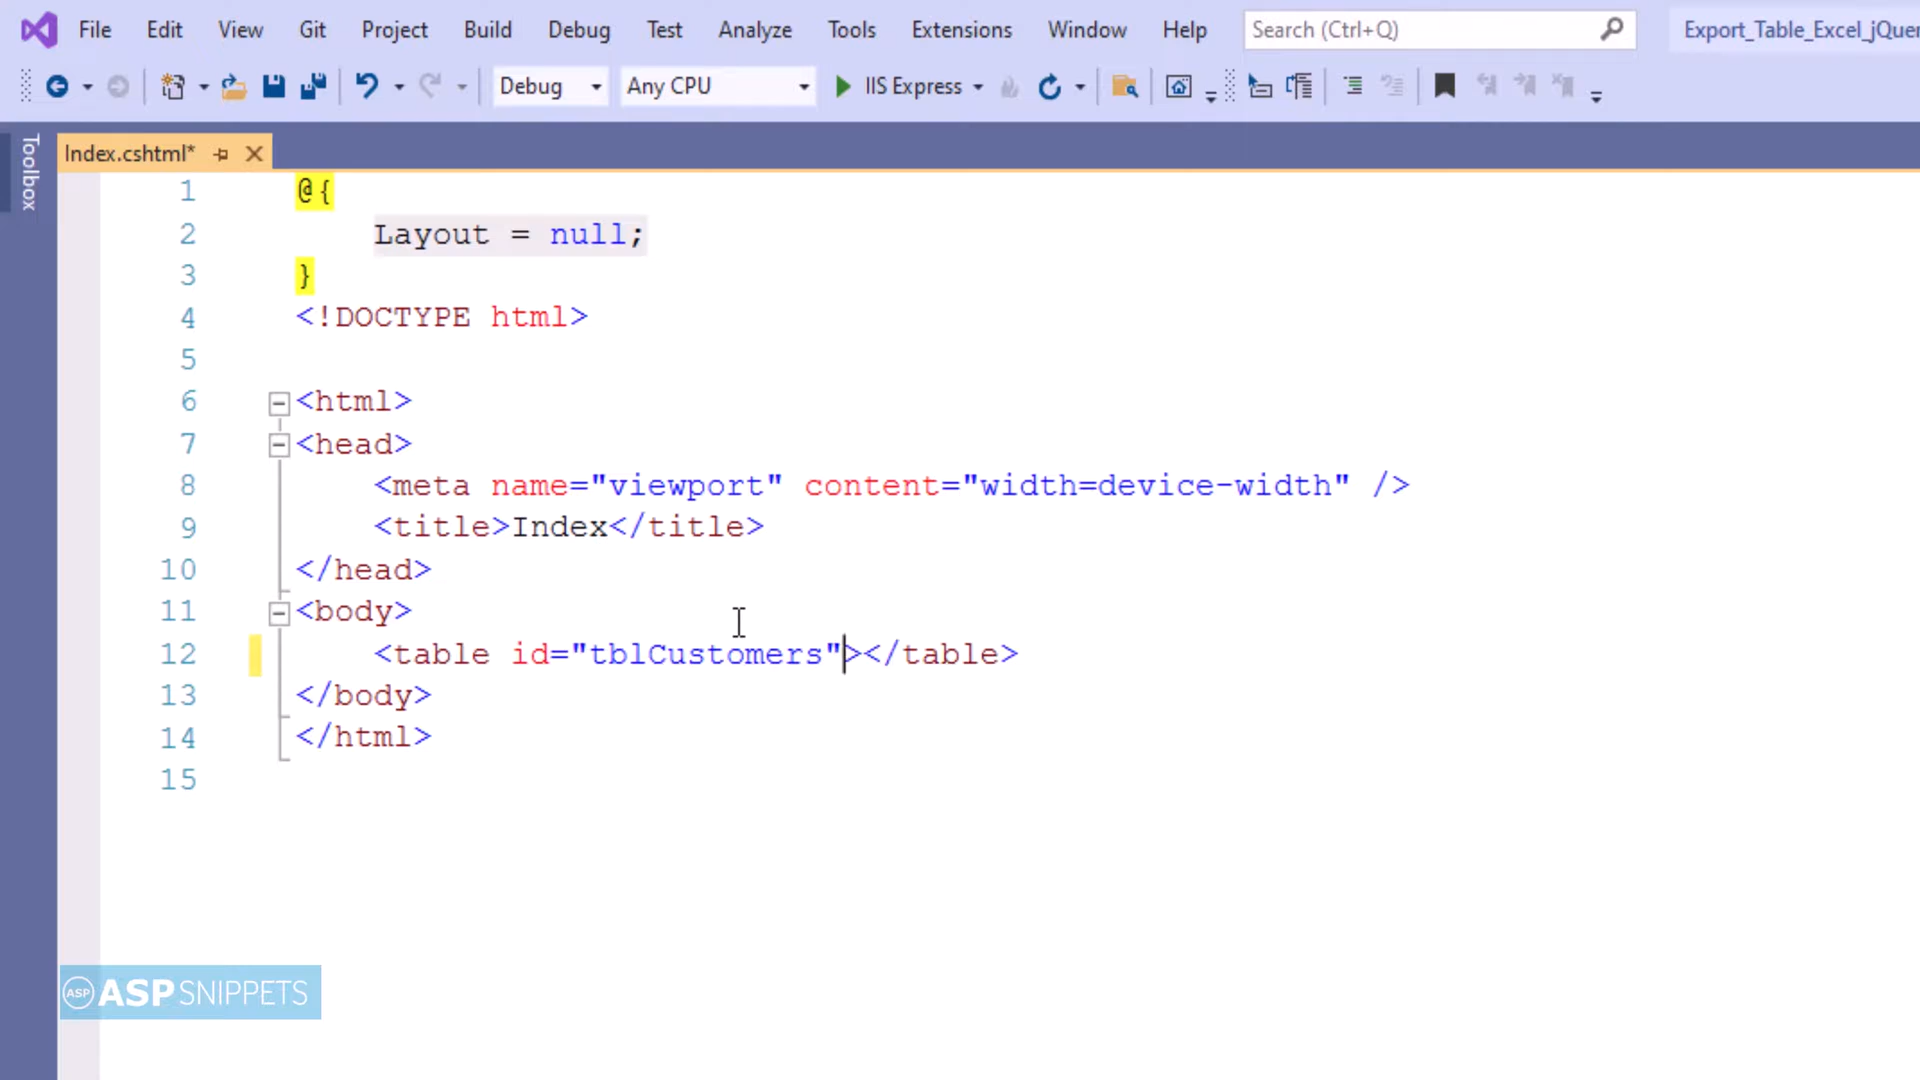 File Edit View Git Project Build Debug Test Analyze Tools Extensions Window Help Search (Ctrl+Q) Export_Table_Excel_jQuer
Debug Any CPU IIS Express
Toolbox
Index.cshtml*
1 @{
2 Layout = null;
3 }
4 <!DOCTYPE html>
5
6 <html>
7 <head>
8 <meta name="viewport" content="width=device-width" />
9 <title>Index</title>
10 </head>
11 <body>
12 <table id="tblCustomers"></table>
13 </body>
14 </html>
15
ASP ASPSNIPPETS